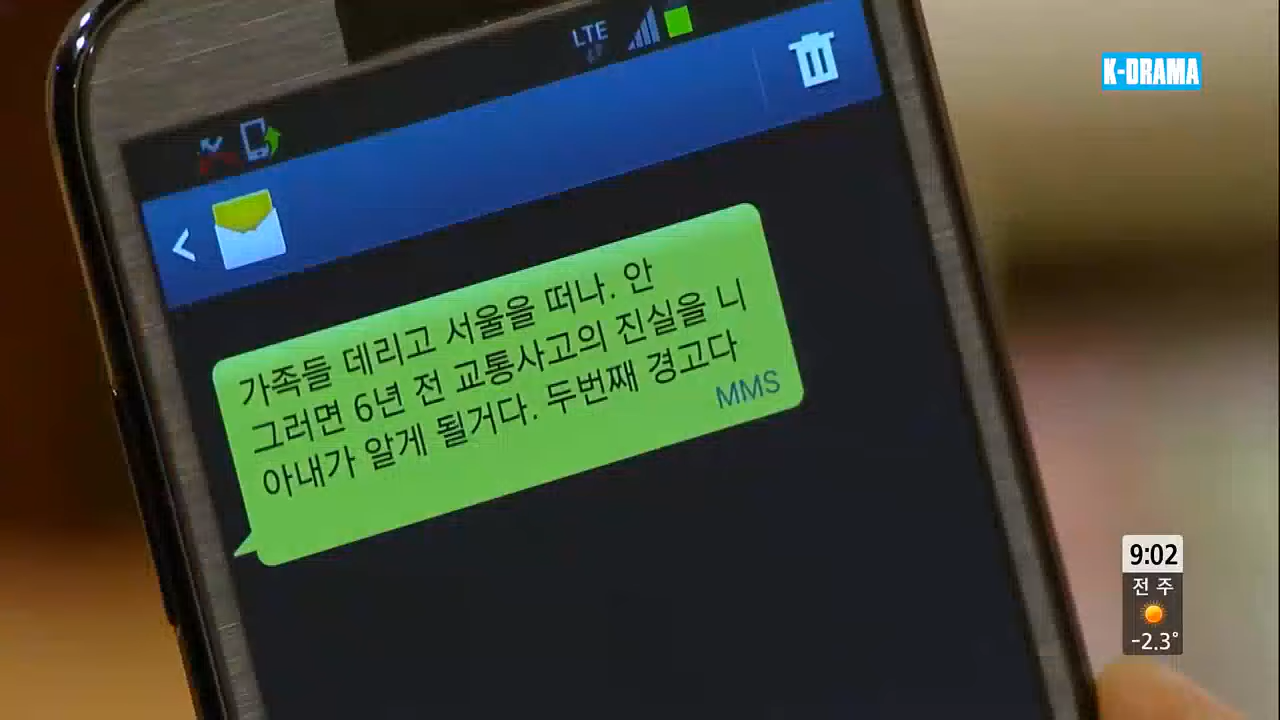 LTE
K-DRAMA
가족들 데리고 서울을 떠나. 안
그러면 6년 전 교통사고의 진실을 니
아내가 알게 될거다. 두번째 경고다
MMS
9:02
전주
-2.3°